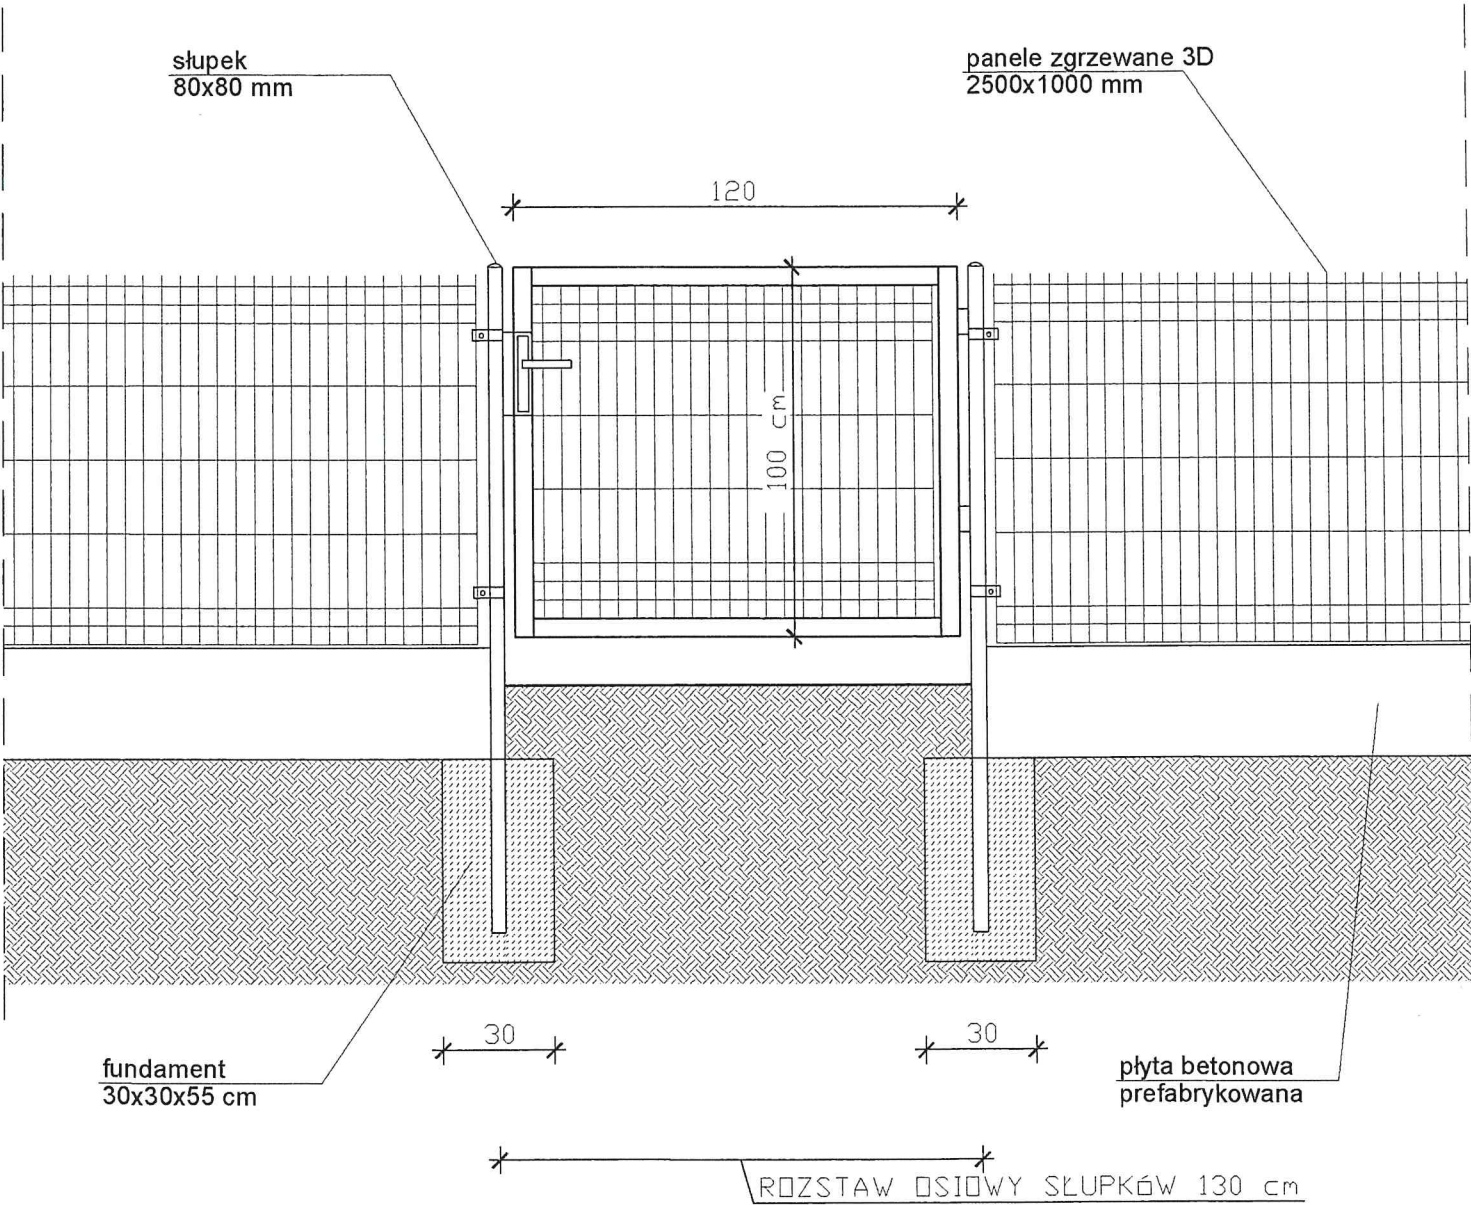 słupek
80x80 mm
panele zgrzewane 3D
2500x1000 mm
120
100 cm
30
30
fundament
30x30x55 cm
płyta betonowa
prefabrykowana
ROZSTAW OSIOWY SŁUPKóW 130 cm